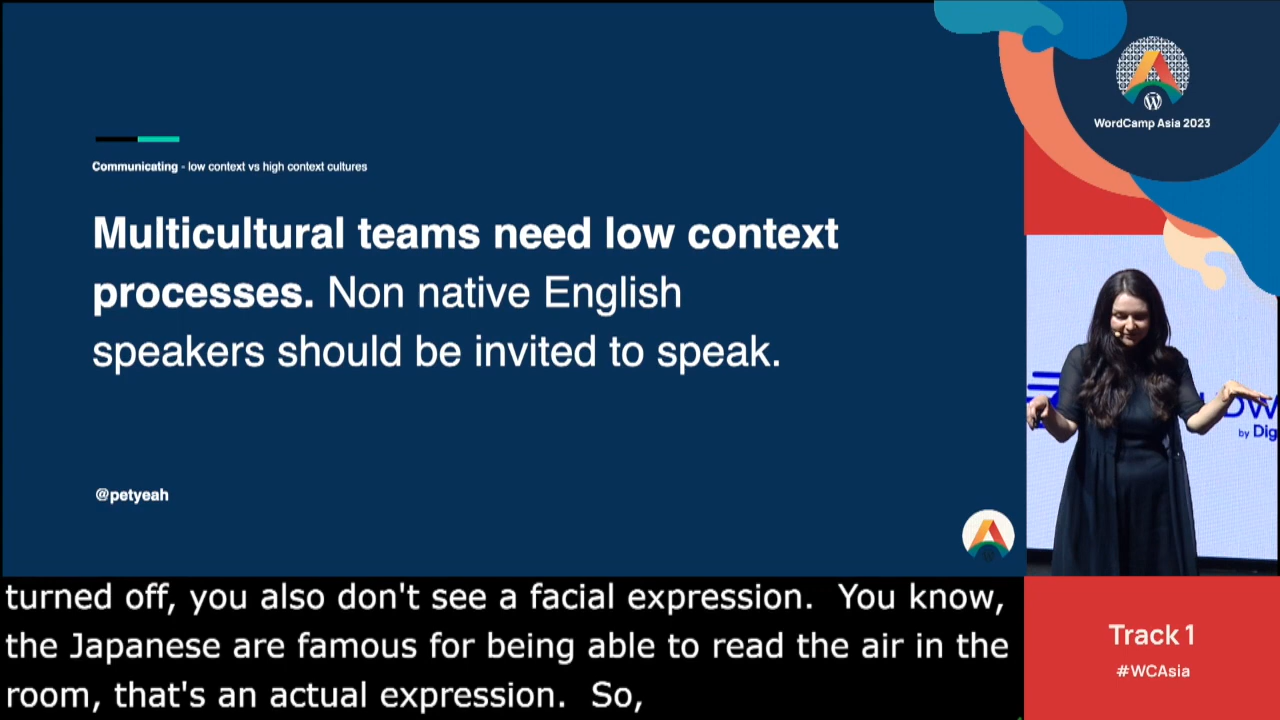 Communicating - low context vs high context cultures
Multicultural teams need low context
processes. Non native English
speakers should be invited to speak.
@petyeah
WordCamp Asia 2023
by Dig
Track 1
#WCAsia
turned off, you also don't see a facial expression.  You know,
the Japanese are famous for being able to read the air in the
room, that's an actual expression.  So,